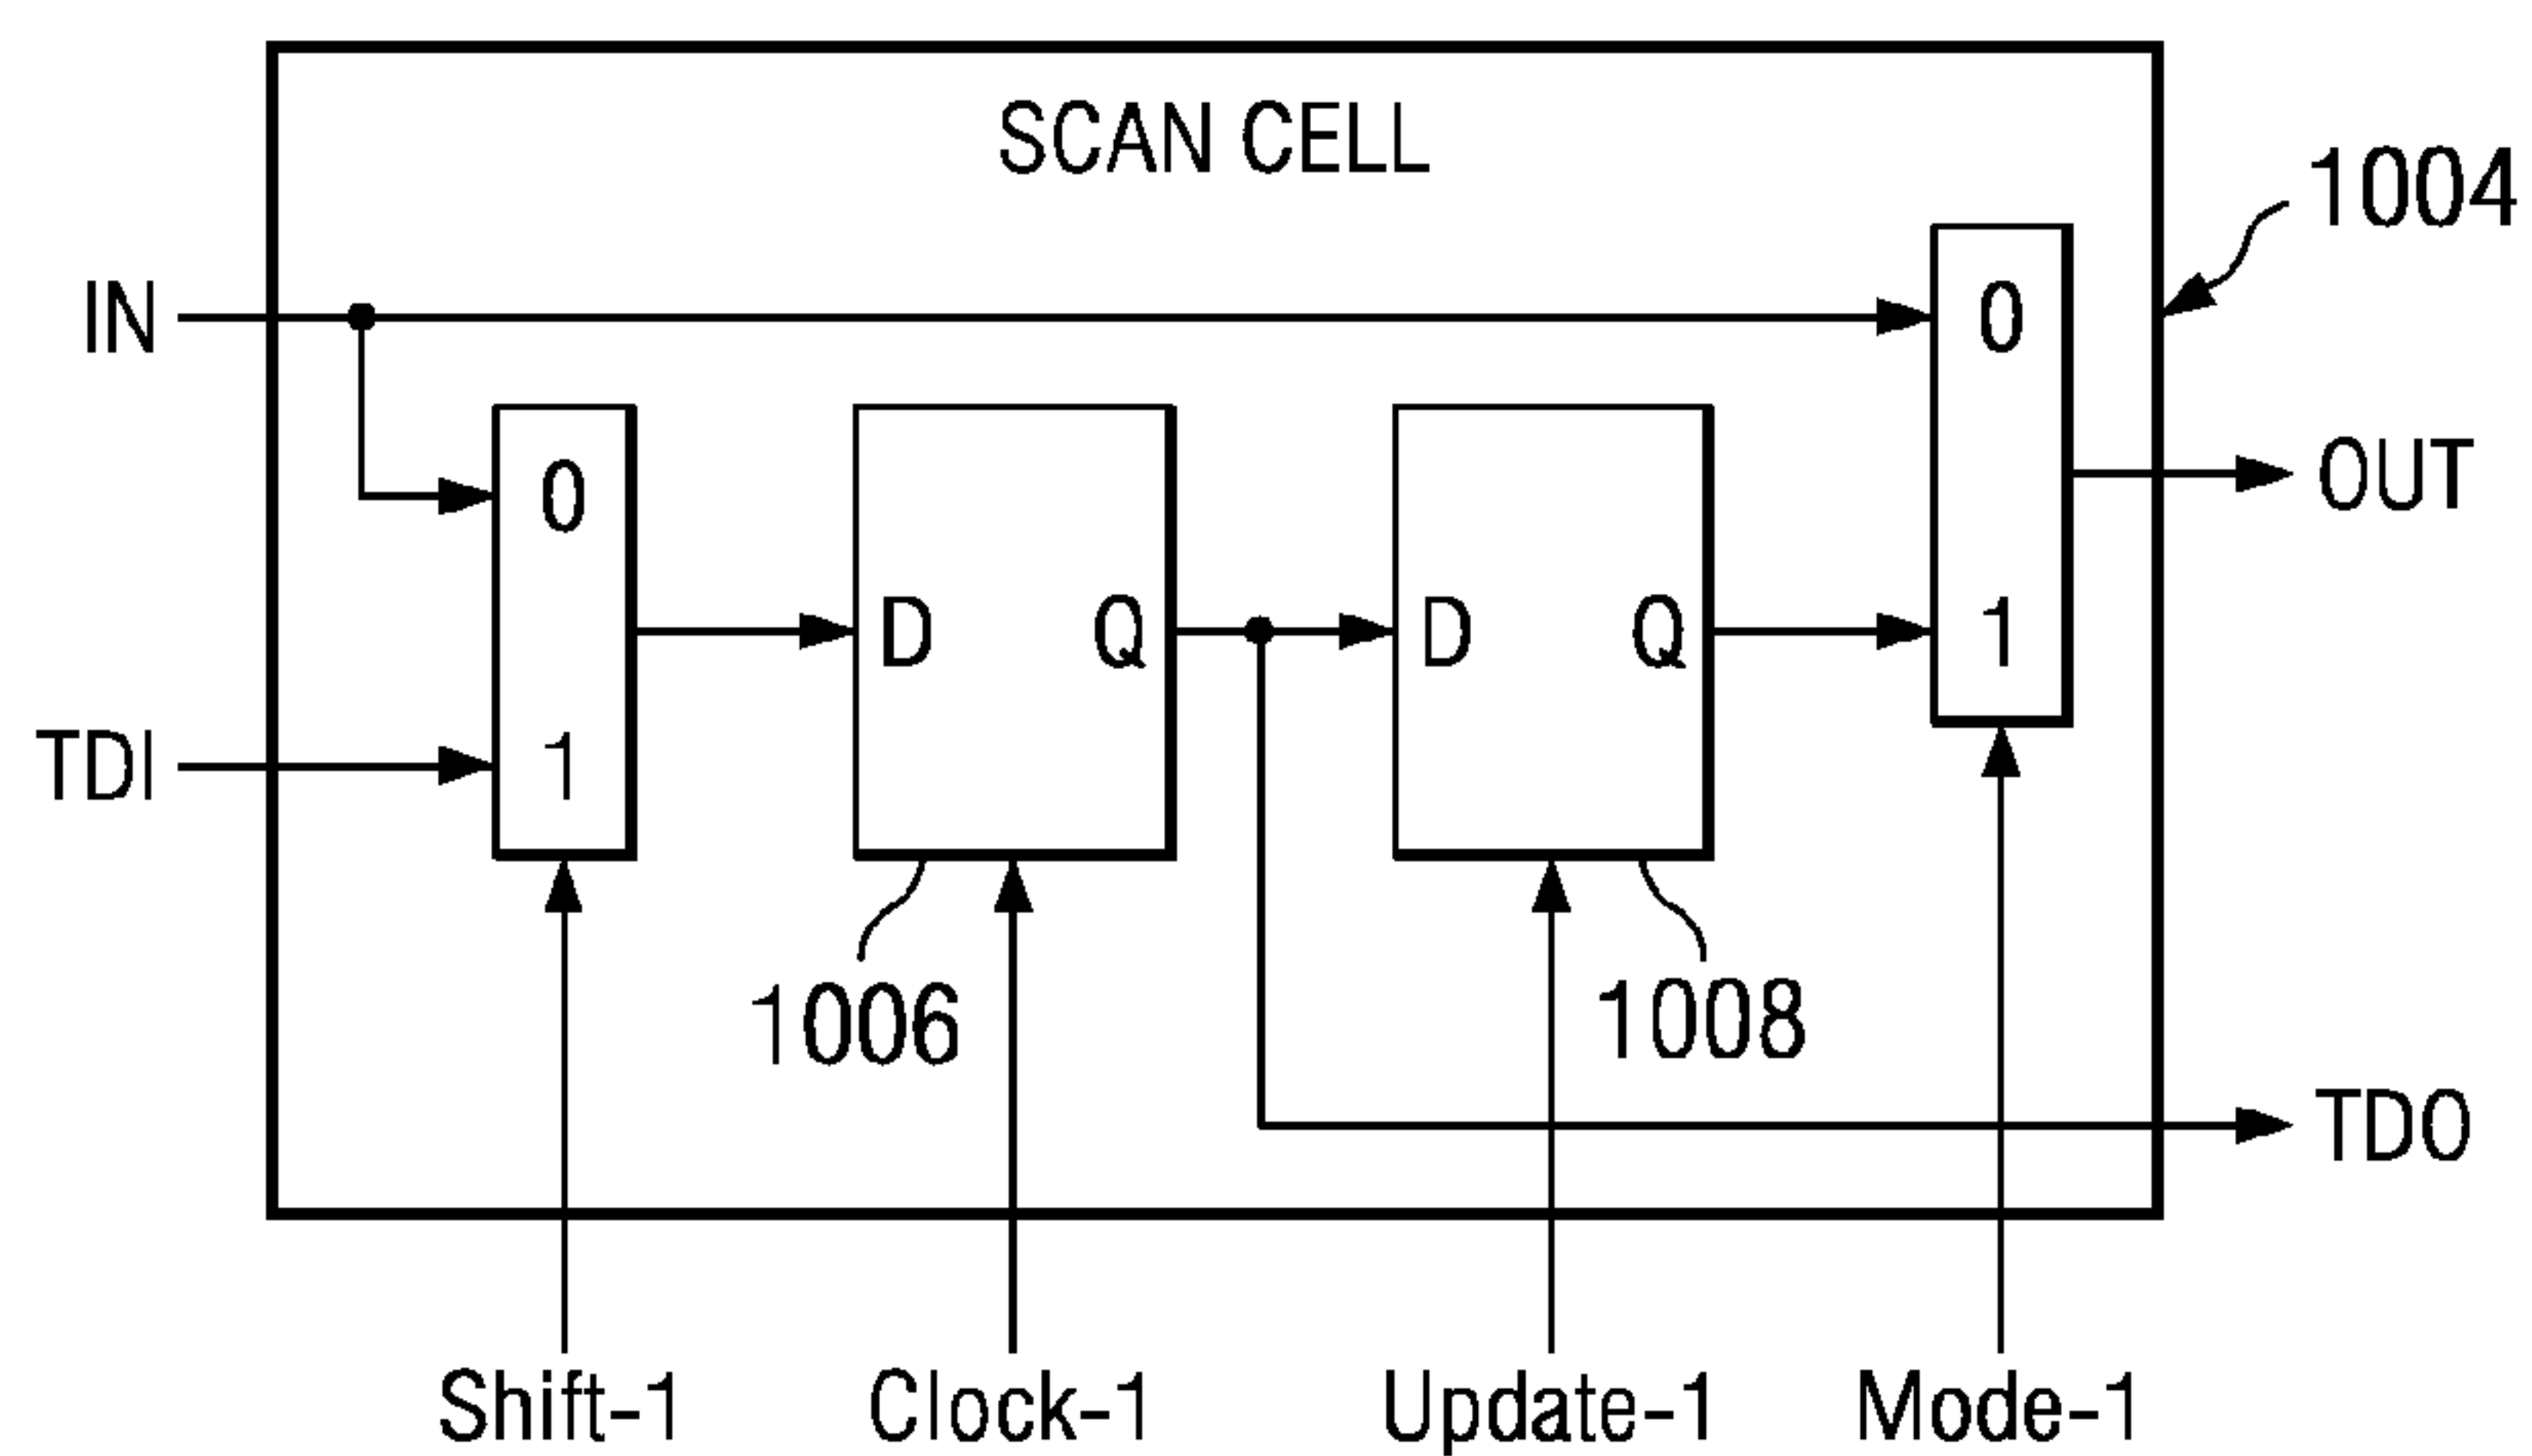 SCAN CELL
1004
IN
0
0
OUT
D
Q
D
Q
1
TDI
1
1006
1008
TDO
Shift-1
Clock-1
Update-1
Mode-1